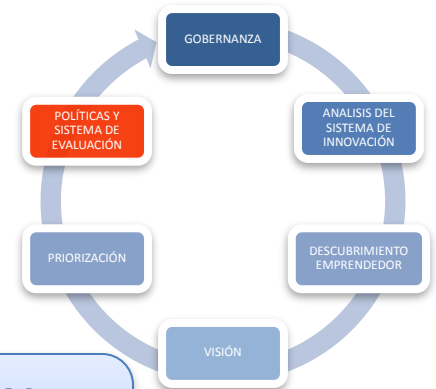 GOBERNANZA
ANALISIS DEL
SISTEMA DE
INNOVACIÓN
DESCUBRIMIENTO
EMPRENDEDOR
VISIÓN
PRIORIZACIÓN
POLÍTICAS Y
SISTEMA DE
EVALUACIÓN